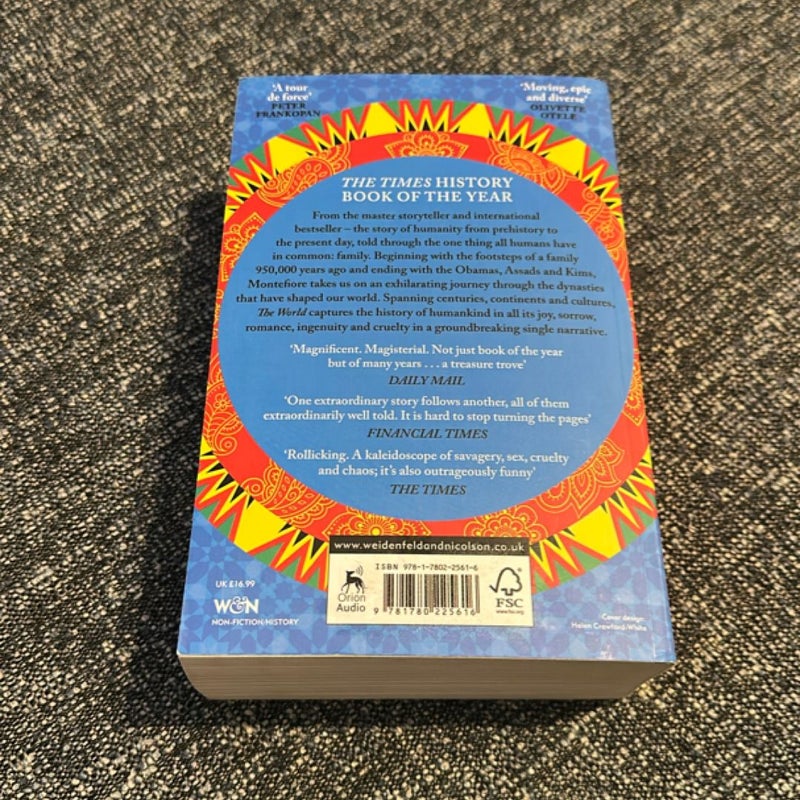 'A tour
de force'
PETER
FRANKOPAN
'Moving, epic
and diverse'
OLIVETTE
OTELE
THE TIMES HISTORY
BOOK OF THE YEAR
From the master storyteller and international
bestseller – the story of humanity from prehistory to
the present day, told through the one thing all humans have
in common: family. Beginning with the footsteps of a family
950,000 years ago and ending with the Obamas, Assads and Kims,
Montefiore takes us on an exhilarating journey through the dynasties
that have shaped our world. Spanning centuries, continents and cultures,
The World captures the history of humankind in all its joy, sorrow,
romance, ingenuity and cruelty in a groundbreaking single narrative.
'Magnificent. Magisterial. Not just book of the year
but of many years . . . a treasure trove'
DAILY MAIL
'One extraordinary story follows another, all of them
extraordinarily well told. It is hard to stop turning the pages'
FINANCIAL TIMES
'Rollicking. A kaleidoscope of savagery, sex, cruelty
and chaos; it's also outrageously funny'
THE TIMES
www.weidenfeldandnicolson.co.uk
ISBN 978-1-7802-2561-6
Orion
Audio
9 781780 225616
FSC
www.fsc.org
UK £16.99
W&N
NON-FICTION/HISTORY
Cover design:
Helen Crawford-White